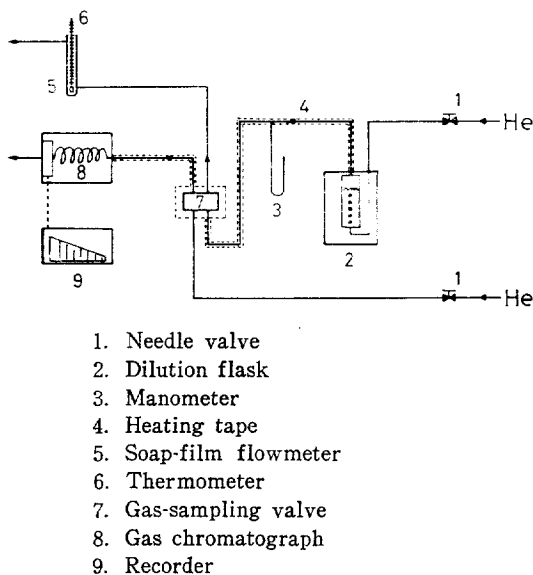 6
5
4
1
He
8
7
3
2
9
1
He
1. Needle valve
2. Dilution flask
3. Manometer
4. Heating tape
5. Soap-film flowmeter
6. Thermometer
7. Gas-sampling valve
8. Gas chromatograph
9. Recorder